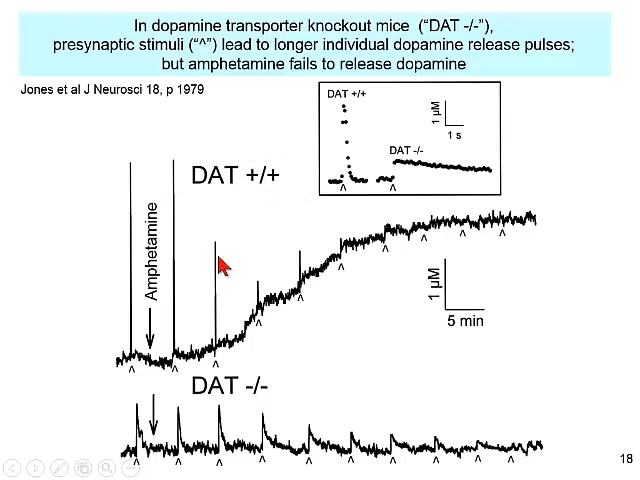 In dopamine transporter knockout mice ("DAT -/-"),
presynaptic stimuli ("^") lead to longer individual dopamine release pulses;
but amphetamine fails to release dopamine
Jones et al J Neurosci 18, p 1979
DAT +/+
1 µM
1 s
DAT -/-
^ ^
DAT +/+
Amphetamine
^ ^ ^ ^ ^ ^ ^ ^ ^ ^
1 µM
5 min
DAT -/-
^ ^ ^ ^ ^ ^ ^ ^ ^ ^
18